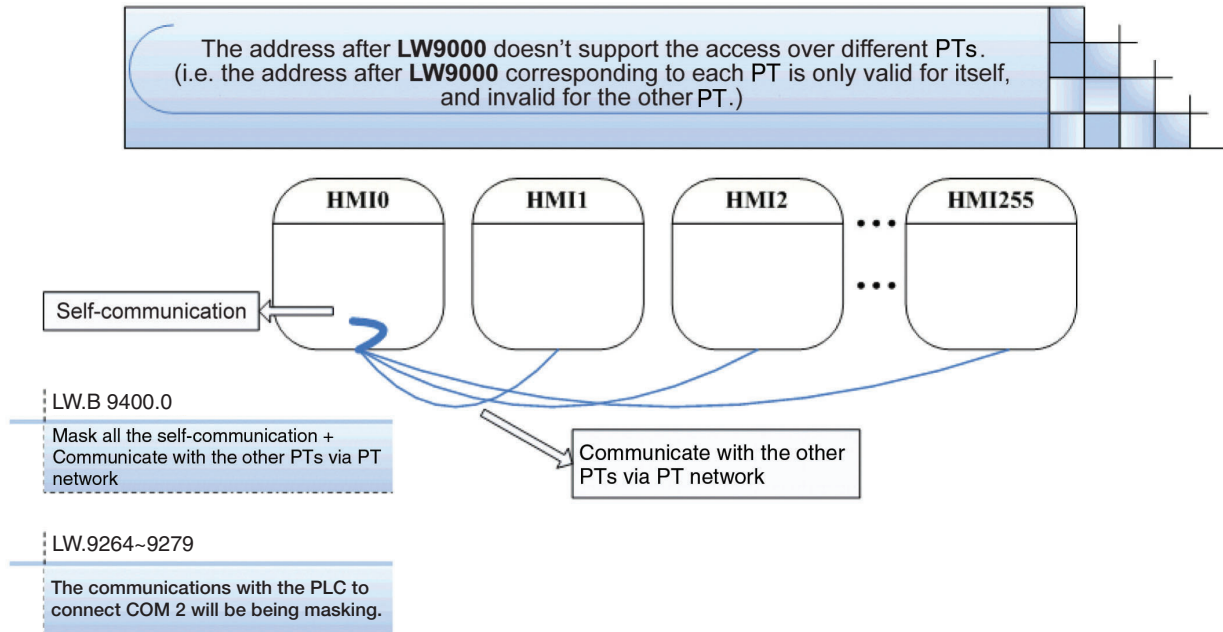 The address after LW9000 doesn't support the access over different PTs.
(i.e. the address after LW9000 corresponding to each PT is only valid for itself,
and invalid for the other PT.)
HMI0
HMI1
HMI2
•••
HMI255
•••
Self-communication
LW.B 9400.0
Mask all the self-communication +
Communicate with the other PTs via PT
network
Communicate with the other
PTs via PT network
LW.9264~9279
The communications with the PLC to
connect COM 2 will be being masking.